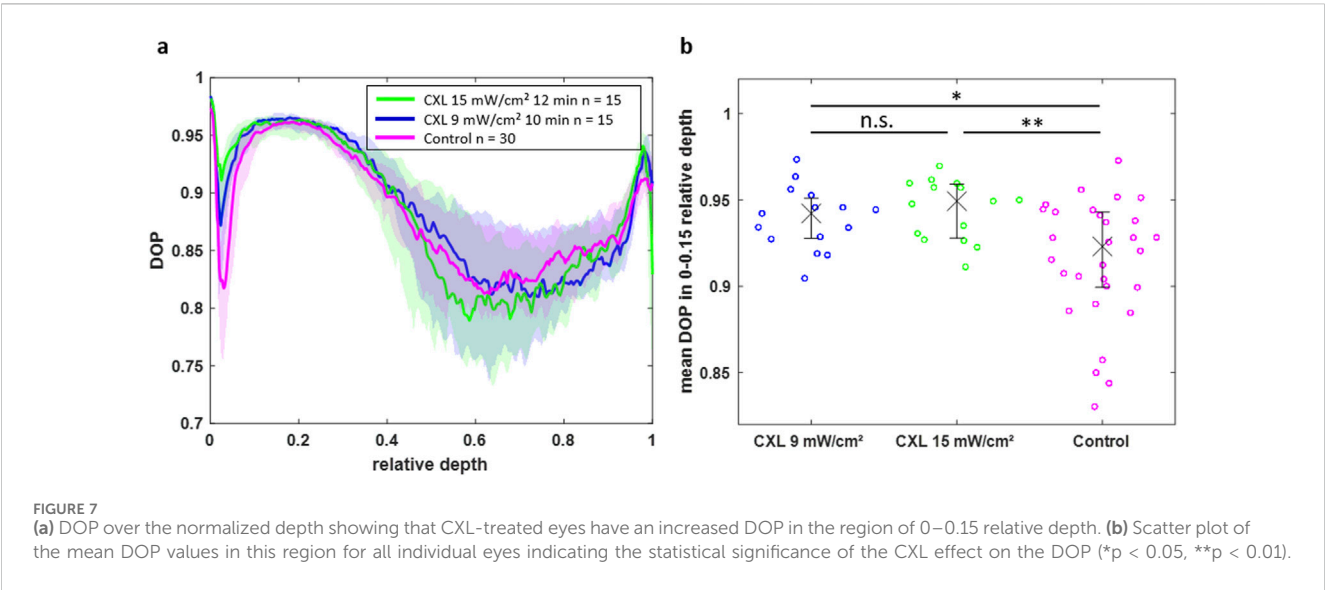 a
DOP
1
0.95
0.9
0.85
0.8
0.75
0.7
0
0.2
0.4
0.6
0.8
1
relative depth
CXL 15 mW/cm² 12 min n = 15
CXL 9 mW/cm² 10 min n = 15
Control n = 30
b
mean DOP in 0-0.15 relative depth
1
0.95
0.9
0.85
*
n.s.
**
CXL 9 mW/cm²
CXL 15 mW/cm²
Control
FIGURE 7
(a) DOP over the normalized depth showing that CXL-treated eyes have an increased DOP in the region of 0–0.15 relative depth. (b) Scatter plot of
the mean DOP values in this region for all individual eyes indicating the statistical significance of the CXL effect on the DOP (*p < 0.05, **p < 0.01).